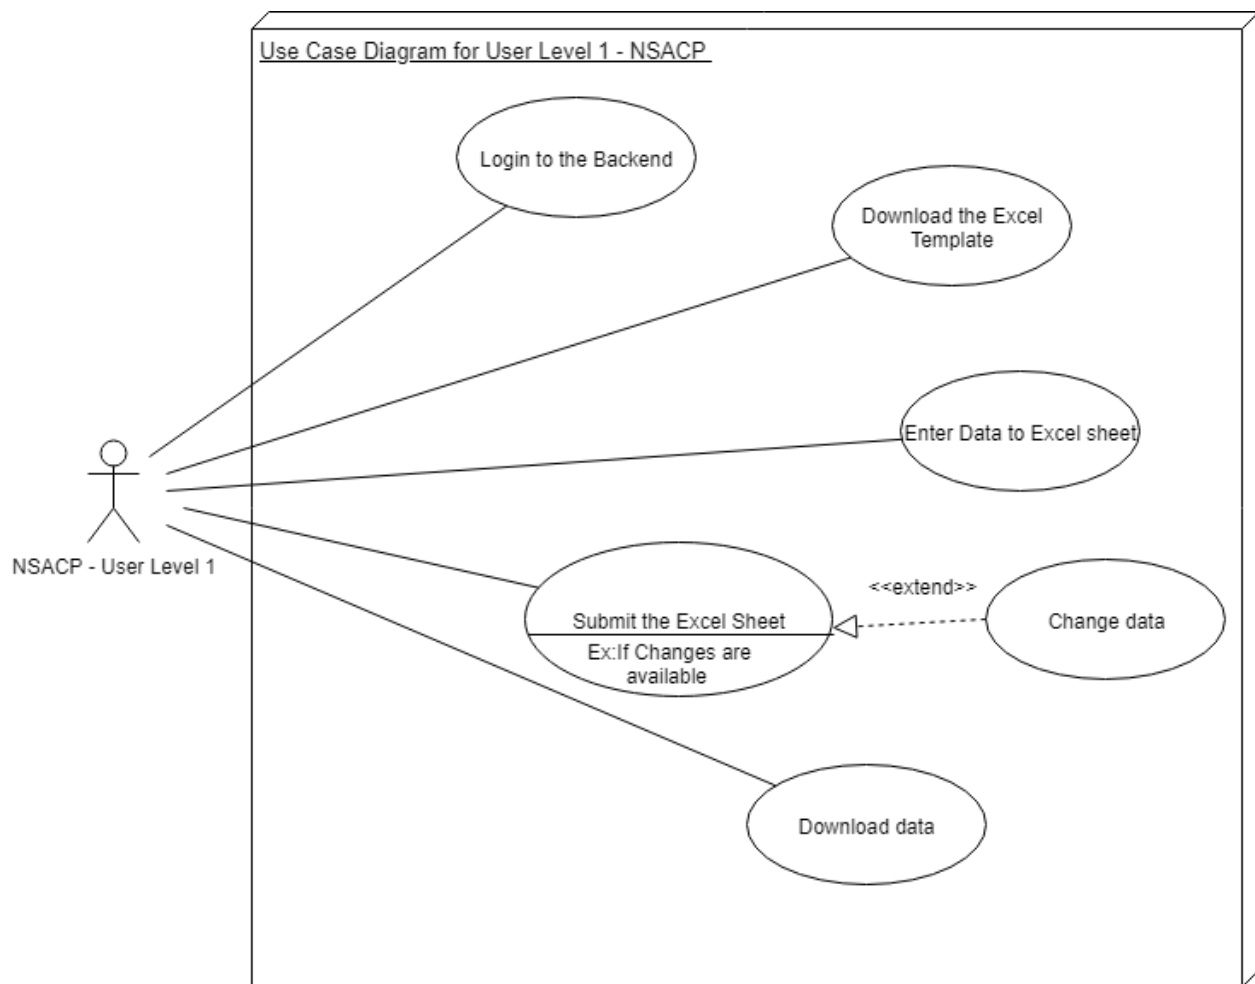 Use Case Diagram for User Level 1 - NSACP
Login to the Backend
Download the Excel
Template
Enter Data to Excel sheet
NSACP - User Level 1
Submit the Excel Sheet
Ex:If Changes are
available
<<extend>>
Change data
Download data